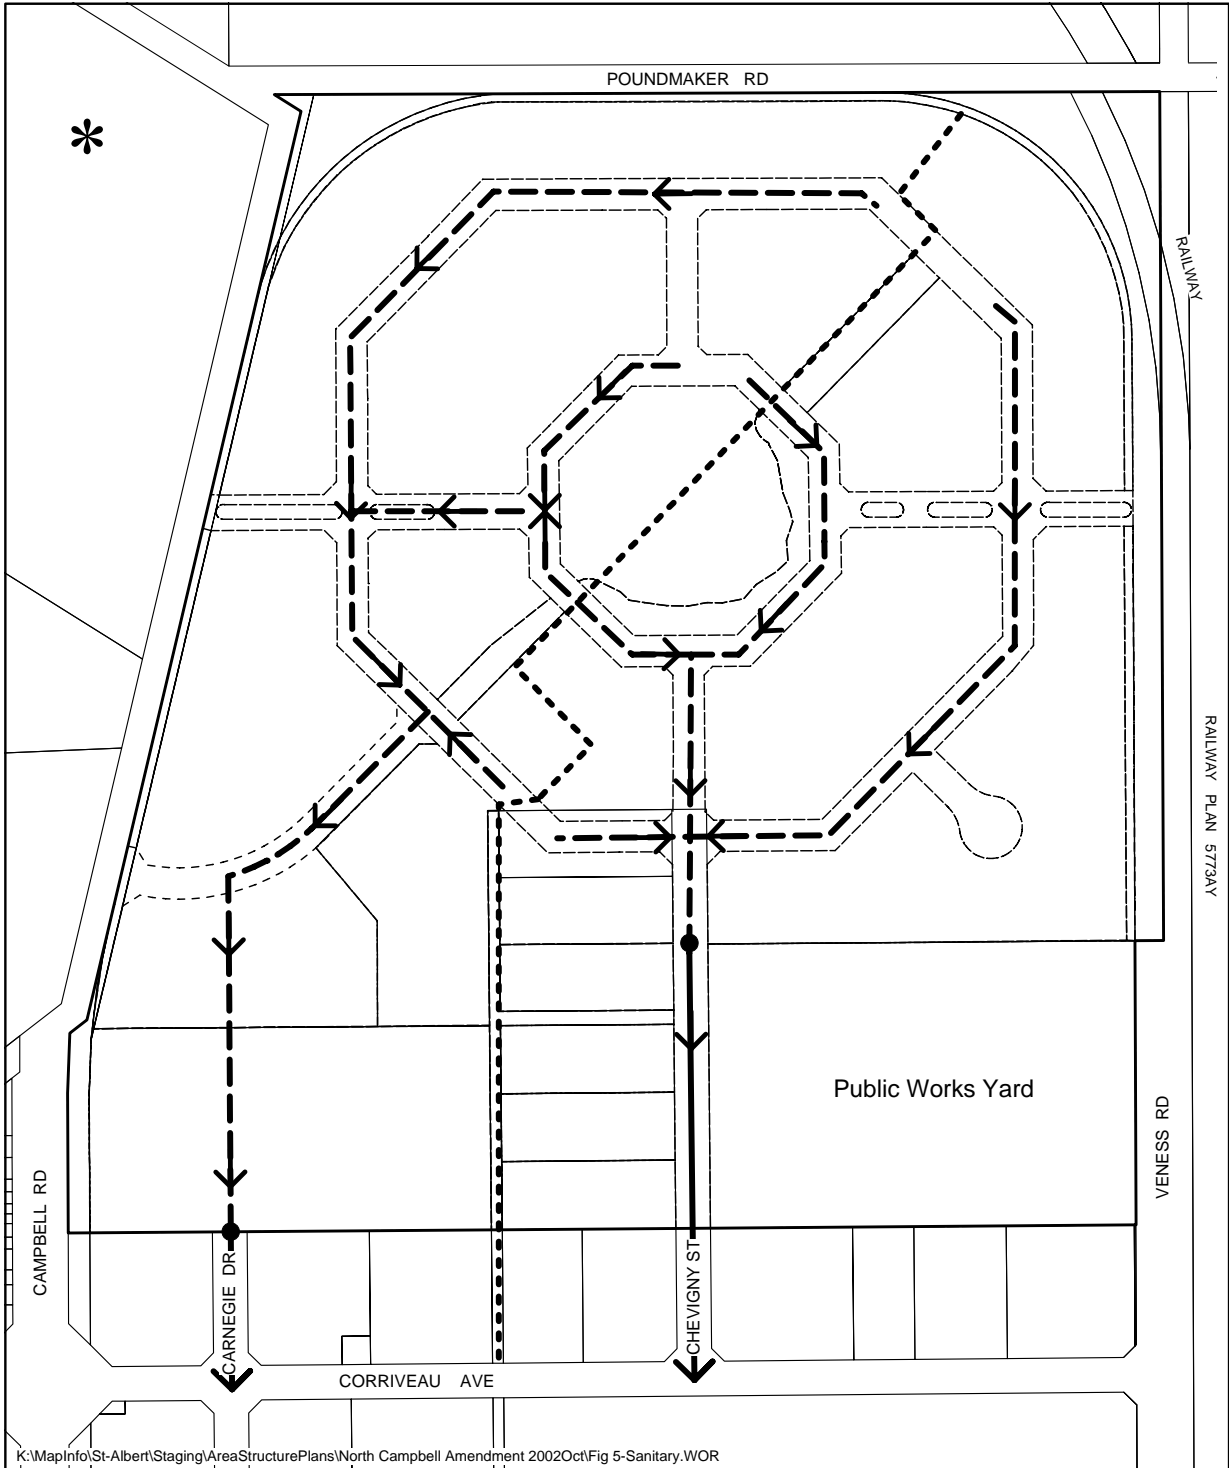 POUNDMAKER RD
*
RAILWAY
RAILWAY PLAN 5773AY
Public Works Yard
VENESS RD
CAMPBELL RD
CARNEGIE DR
CHEVIGNY ST
CORRIVEAU AVE
K:\MapInfo\St-Albert\Staging\AreaStructurePlans\North Campbell Amendment 2002Oct\Fig 5-Sanitary.WOR